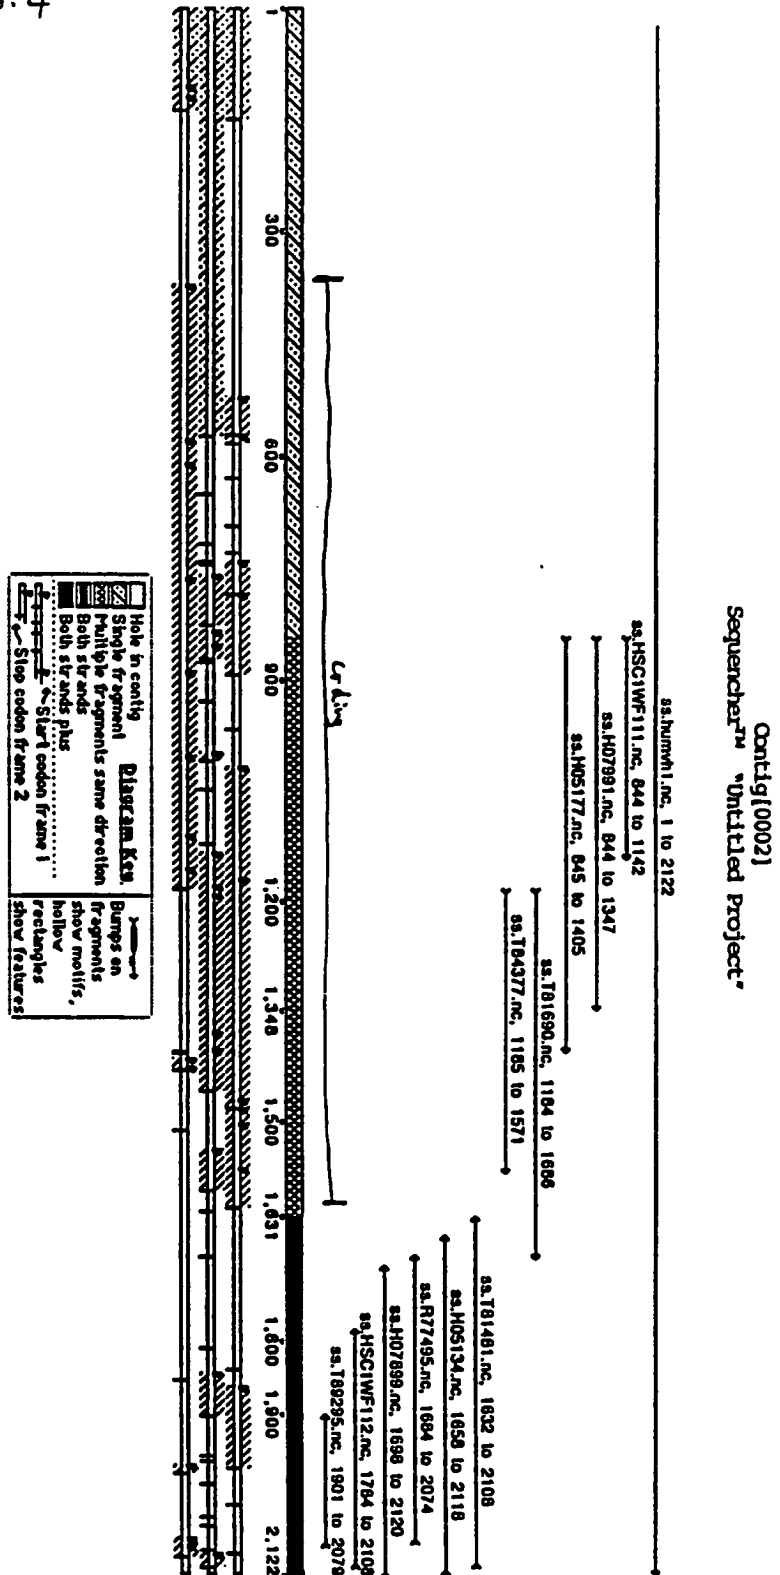 Contig[0002]
Sequencher™ "Untitled Project"
ss.humvh1.nc, 1 to 2122
ss.HSC1WF111.nc, 844 to 1142
ss.H07991.nc, 844 to 1347
ss.H05177.nc, 845 to 1405
ss.T81690.nc, 1184 to 1686
ss.T84377.nc, 1185 to 1571
ss.T81481.nc, 1632 to 2108
ss.H05134.nc, 1658 to 2118
ss.R77495.nc, 1684 to 2074
ss.H07899.nc, 1698 to 2120
ss.HSC1WF112.nc, 1784 to 2108
ss.T89295.nc, 1901 to 2079
Coding
1 300 600 900 1,200 1,348 1,500 1,631 1,800 1,900 2,122
Diagram Key
Hole in contig
Single fragment
Multiple fragments same direction
Both strands
Both strands plus
Start codon frame 1
Stop codon frame 2
Bumps on
fragments
show motifs,
hollow
rectangles
show features